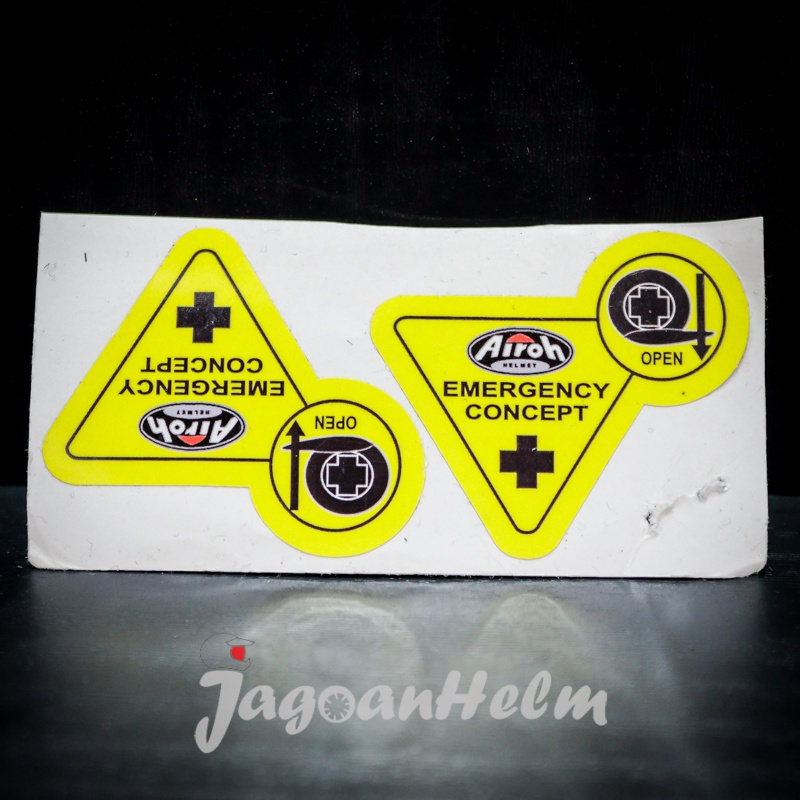 EMERGENCY
CONCEPT
Airoh
HELMET
OPEN
Airoh
HELMET
EMERGENCY
CONCEPT
OPEN
JagoanHelm